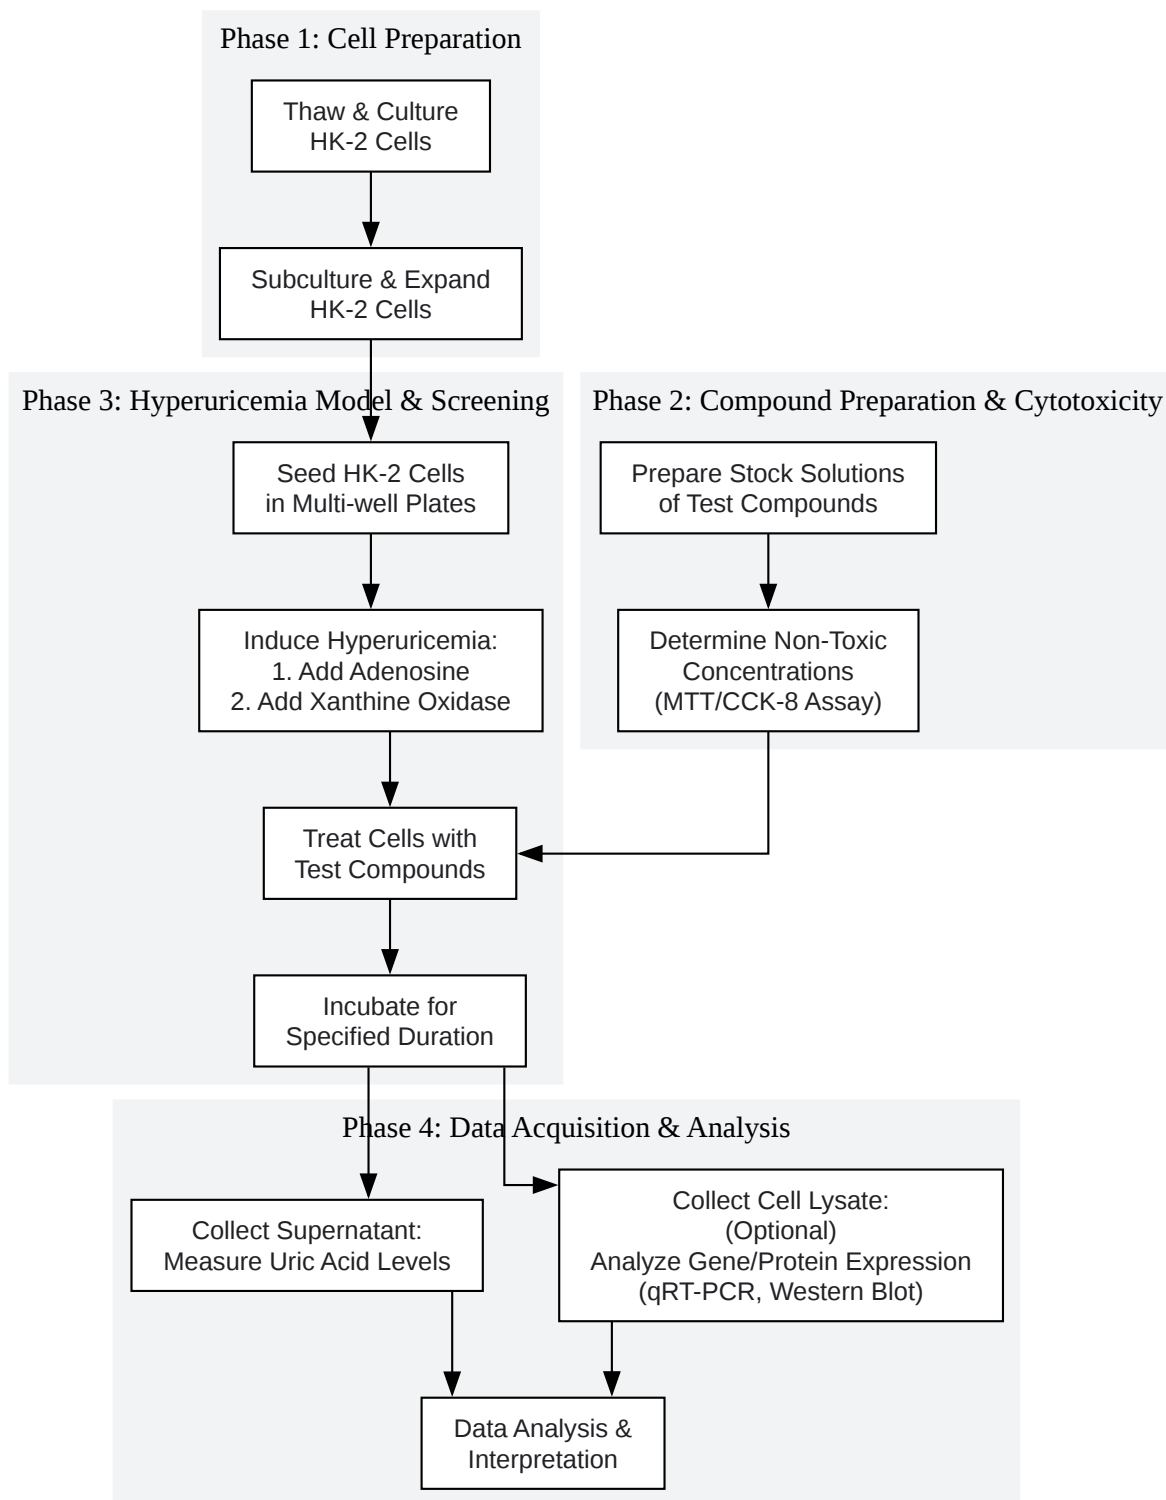 Phase 1: Cell Preparation
Thaw & Culture
HK-2 Cells
Subculture & Expand
HK-2 Cells
Phase 3: Hyperuricemia Model & Screening
Seed HK-2 Cells
in Multi-well Plates
Induce Hyperuricemia:
1. Add Adenosine
2. Add Xanthine Oxidase
Treat Cells with
Test Compounds
Incubate for
Specified Duration
Phase 2: Compound Preparation & Cytotoxicity
Prepare Stock Solutions
of Test Compounds
Determine Non-Toxic
Concentrations
(MTT/CCK-8 Assay)
Phase 4: Data Acquisition & Analysis
Collect Supernatant:
Measure Uric Acid Levels
Collect Cell Lysate:
(Optional)
Analyze Gene/Protein Expression
(qRT-PCR, Western Blot)
Data Analysis &
Interpretation